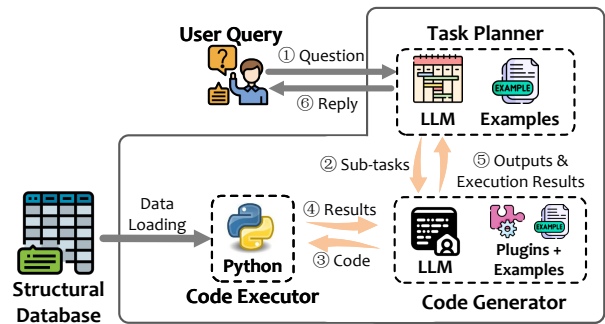 User Query
① Question
⑥ Reply
Task Planner
EXAMPLE
LLM
Examples
② Sub-tasks
⑤ Outputs &
Execution Results
Data
Loading
④ Results
③ Code
Python
Code Executor
EXAMPLE
LLM
Plugins +
Examples
Code Generator
Structural
Database